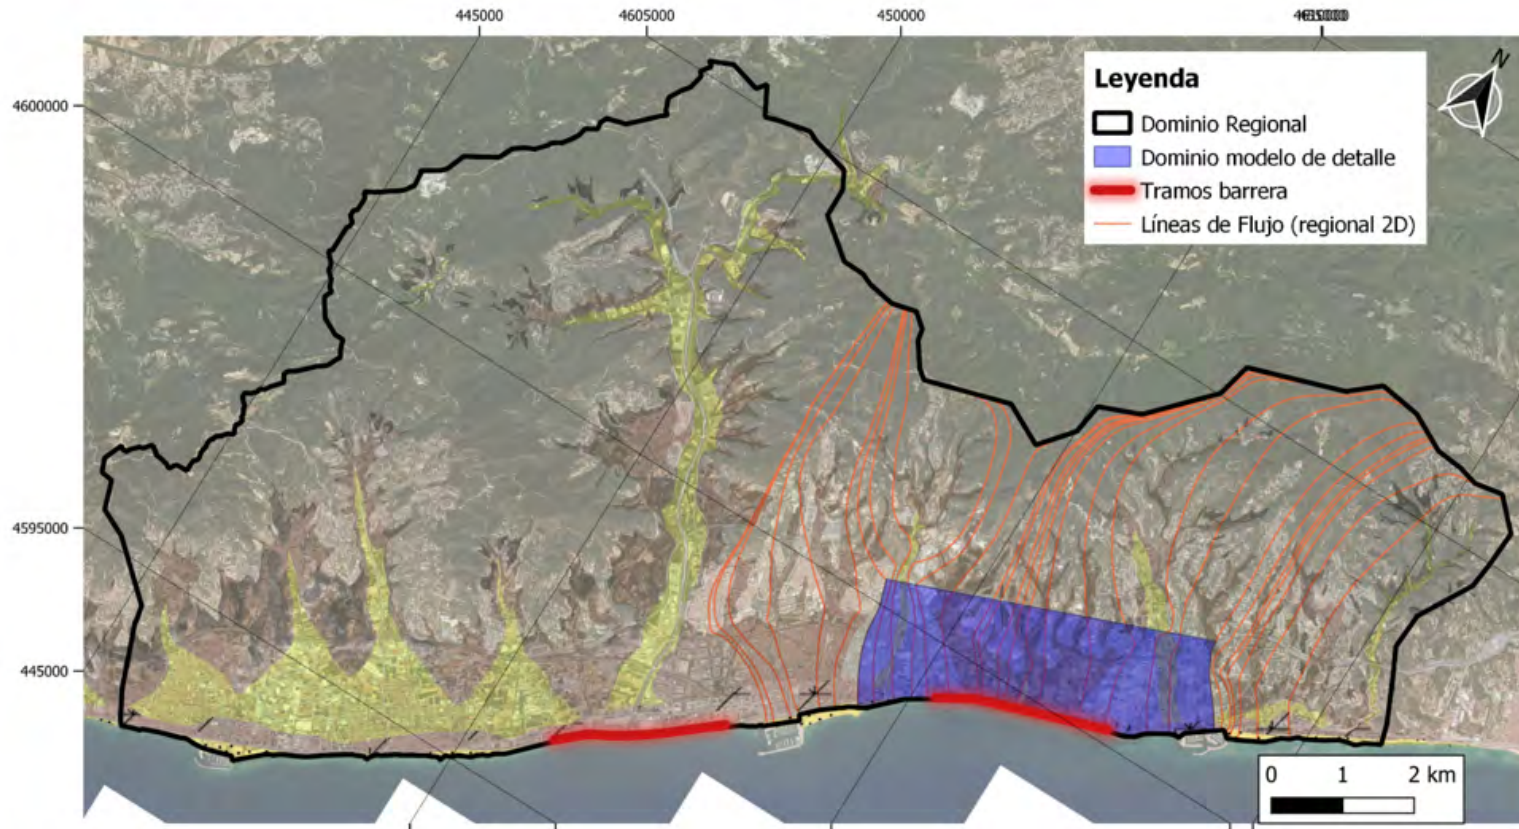 445000
4605000
450000
Leyenda
N
4600000
Dominio Regional
Dominio modelo de detalle
Tramos barrera
Líneas de Flujo (regional 2D)
4595000
445000
0 1 2 km